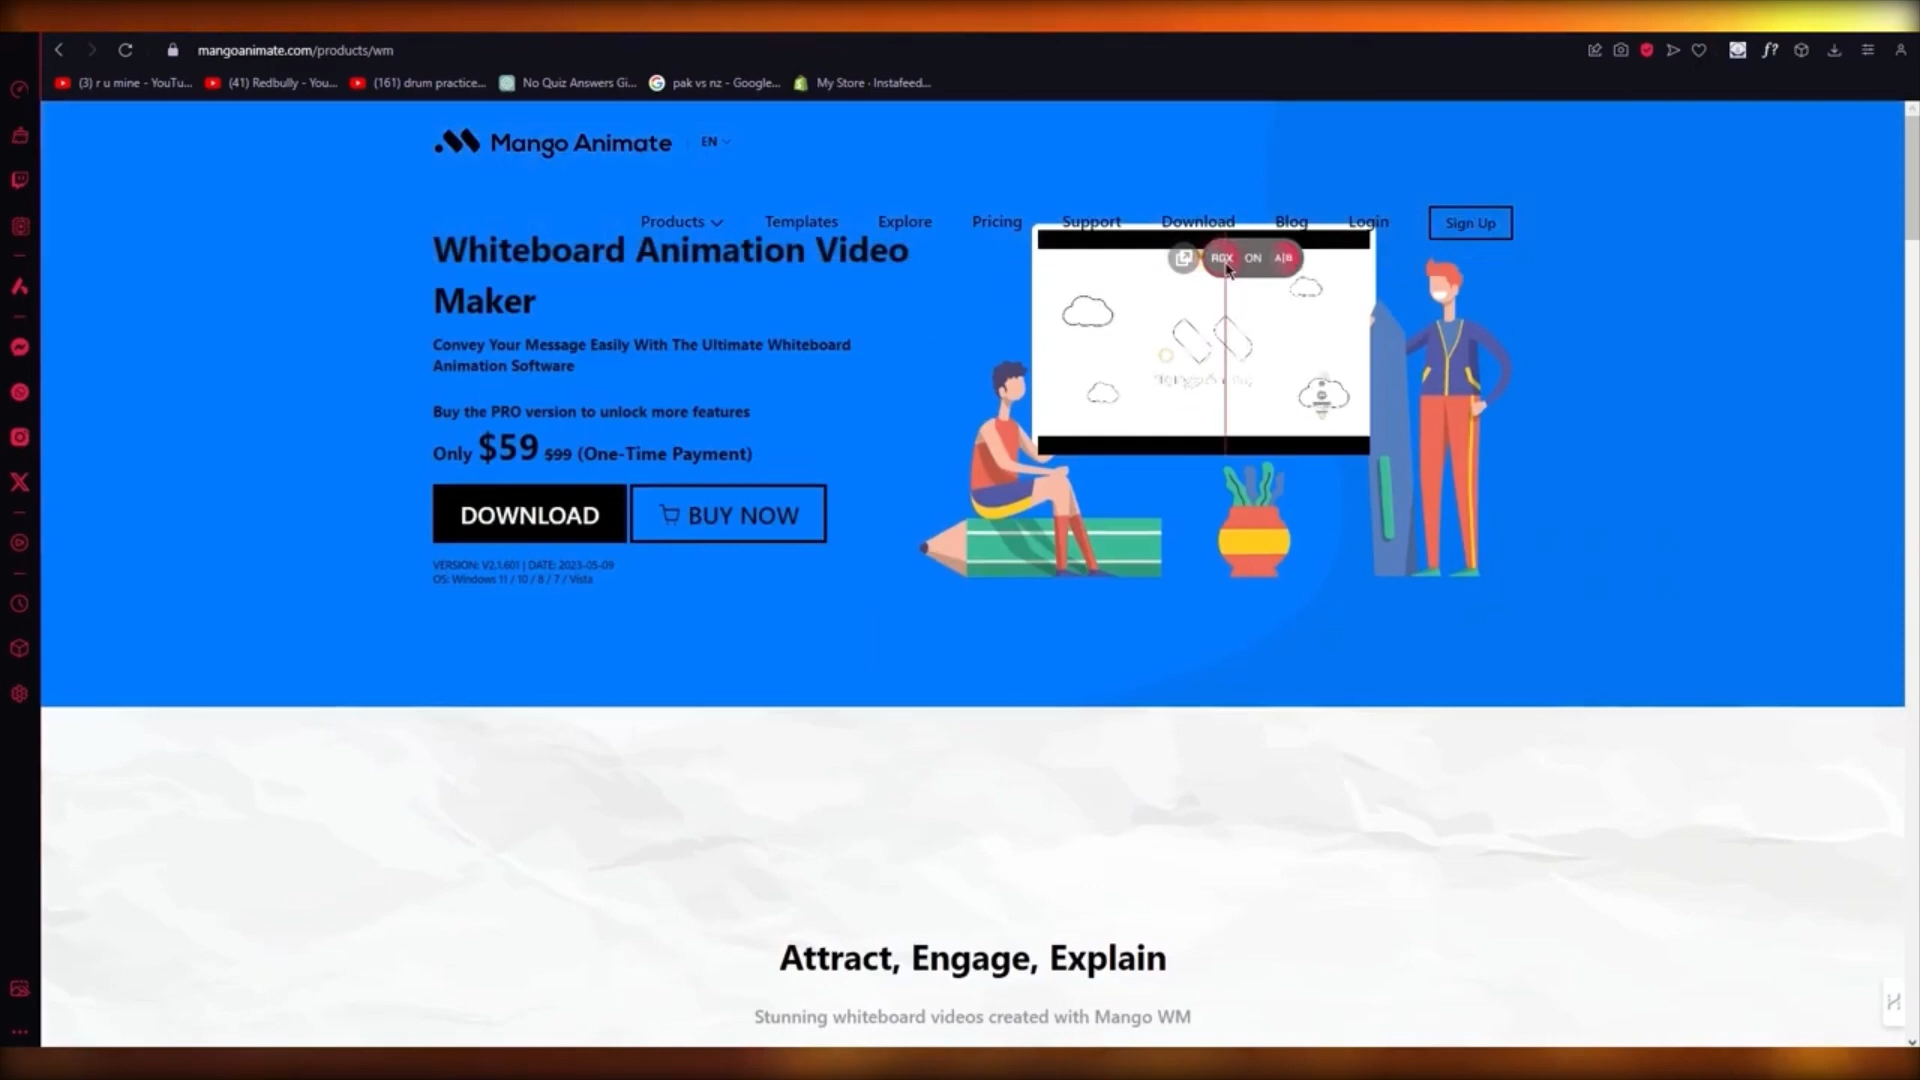 mangoanimate.com/products/wm
(3) r u mine - YouTu...
(41) Redbully - You...
(161) drum practice...
No Quiz Answers Gi...
pak vs nz - Google...
My Store · Instafeed...
Mango Animate
EN
Products
Templates
Explore
Pricing
Support
Download
Blog
Login
Sign Up
Whiteboard Animation Video
Maker
RGX
ON
A|B
Convey Your Message Easily With The Ultimate Whiteboard
Animation Software
Buy the PRO version to unlock more features
Only $59 $99 (One-Time Payment)
DOWNLOAD
BUY NOW
VERSION: V2.1.601 | DATE: 2023-05-09
OS: Windows 11 / 10 / 8 / 7 / Vista
Attract, Engage, Explain
Stunning whiteboard videos created with Mango WM